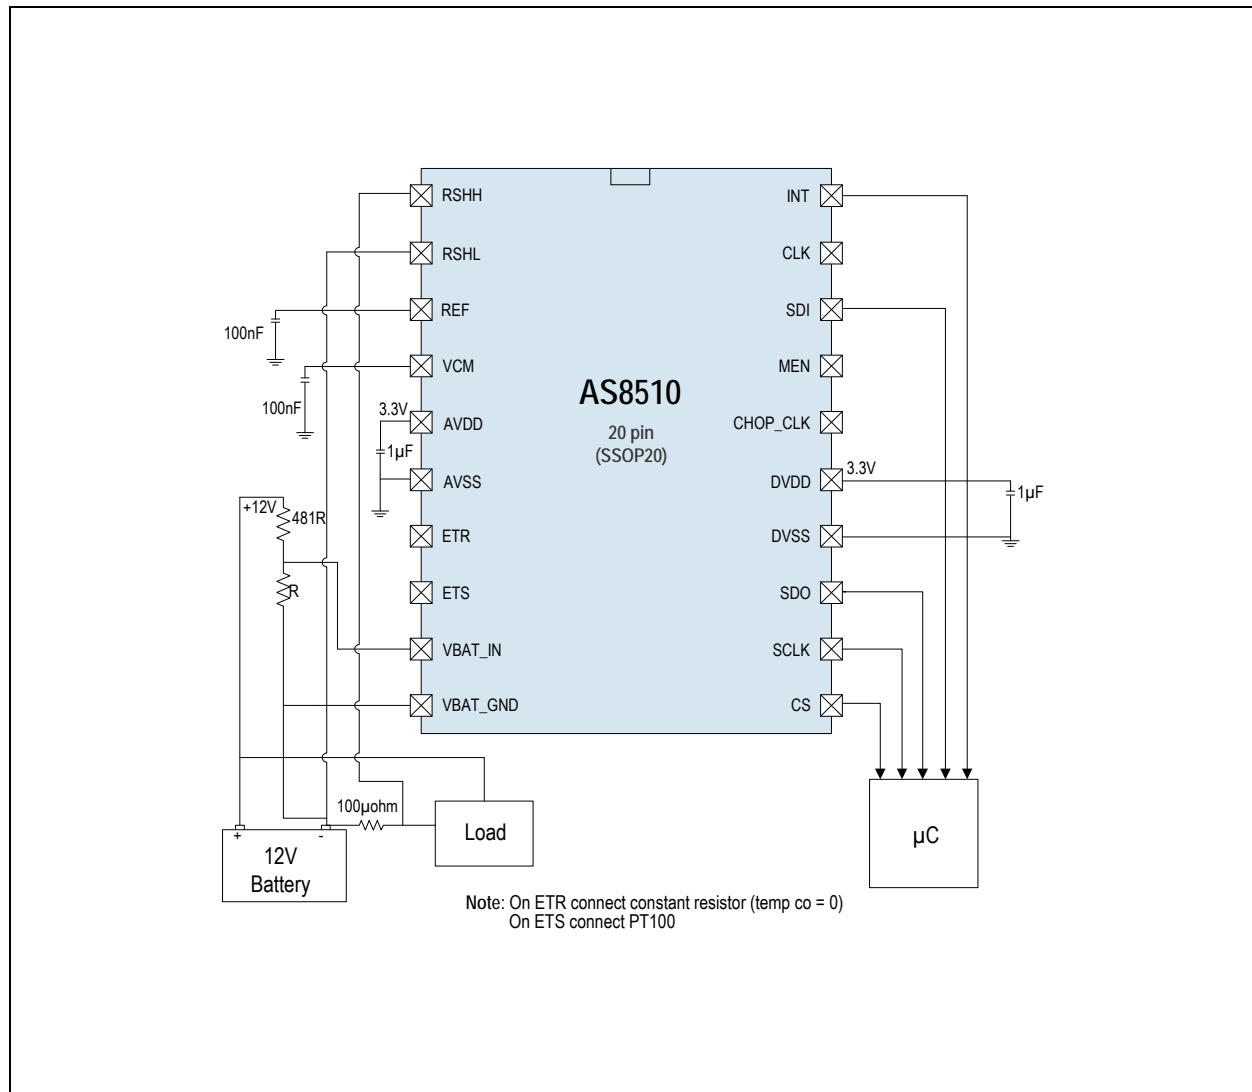 RSHH
INT
RSHL
CLK
REF
SDI
100nF
VCM
MEN
100nF
AS8510
20 pin
(SSOP20)
3.3V
AVDD
CHOP_CLK
1µF
AVSS
3.3V
DVDD
1µF
+12V
481R
ETR
DVSS
R
ETS
SDO
VBAT_IN
SCLK
VBAT_GND
CS
100µohm
+
-
12V
Battery
Load
µC
Note: On ETR connect constant resistor (temp co = 0)
On ETS connect PT100